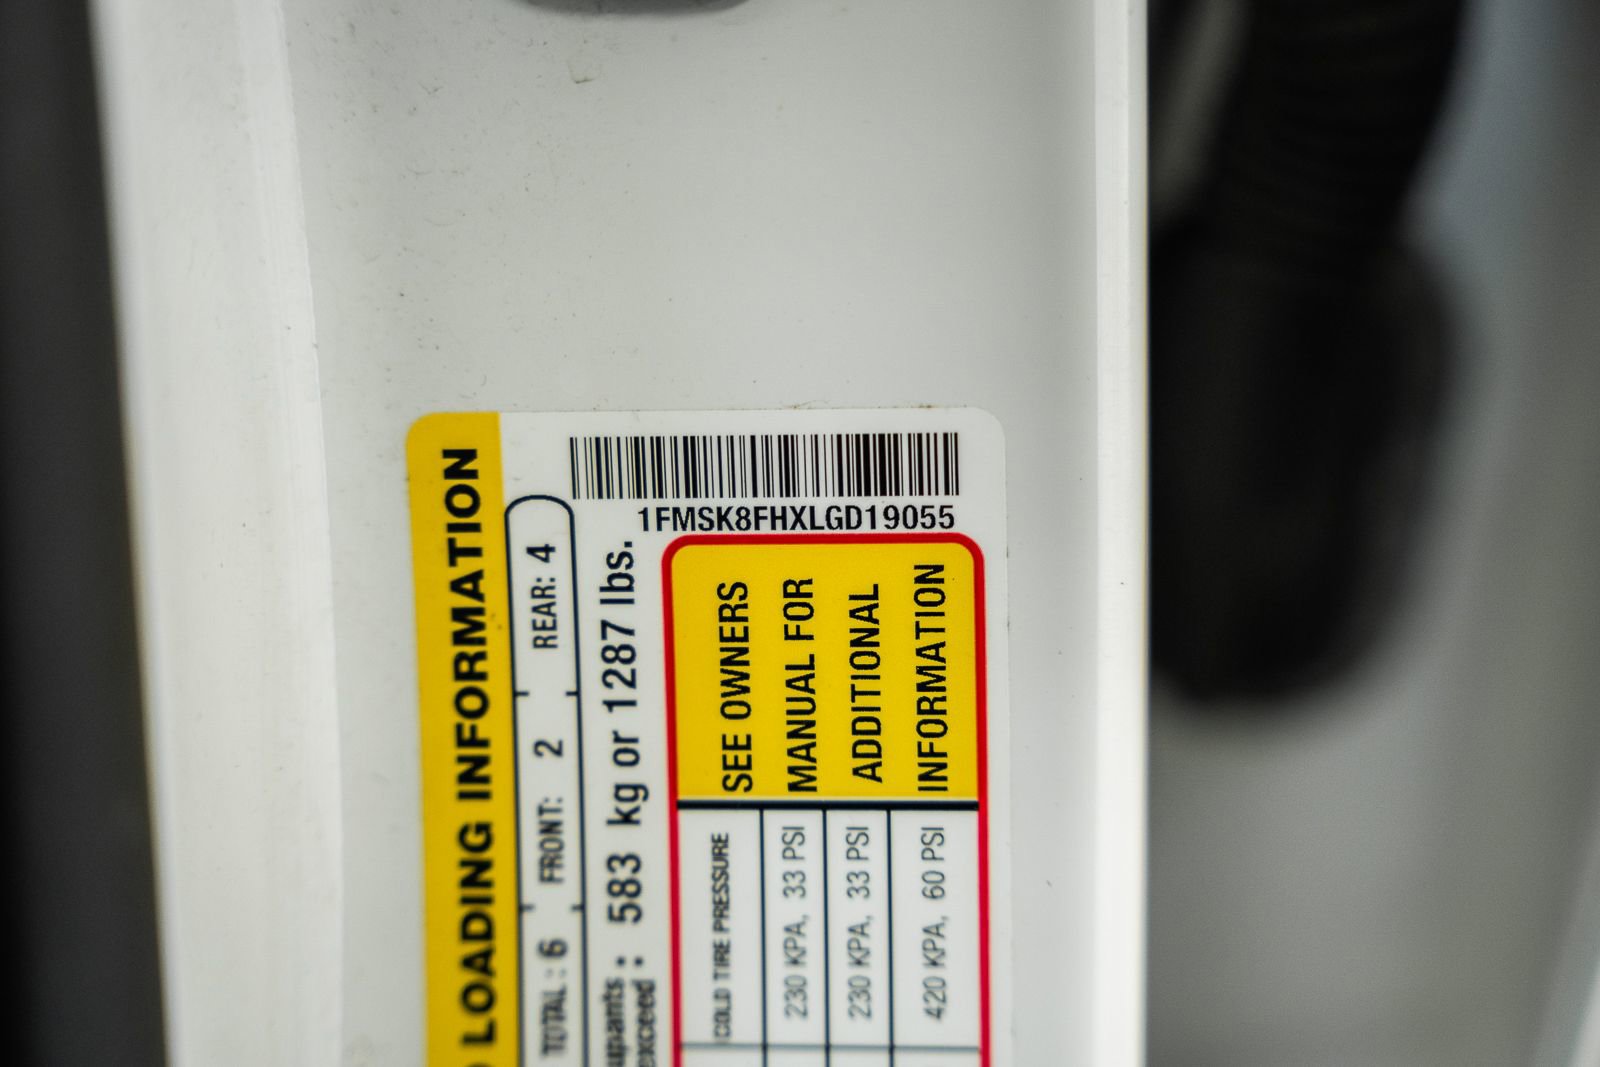 1FMSK8FHXLGD19055
LOADING INFORMATION
TOTAL: 6 FRONT: 2 REAR: 4
exceed: 583 kg or 1287 lbs.
COLD TIRE PRESSURE SEE OWNERS
230 KPA, 33 PSI MANUAL FOR
230 KPA, 33 PSI ADDITIONAL
420 KPA, 60 PSI INFORMATION